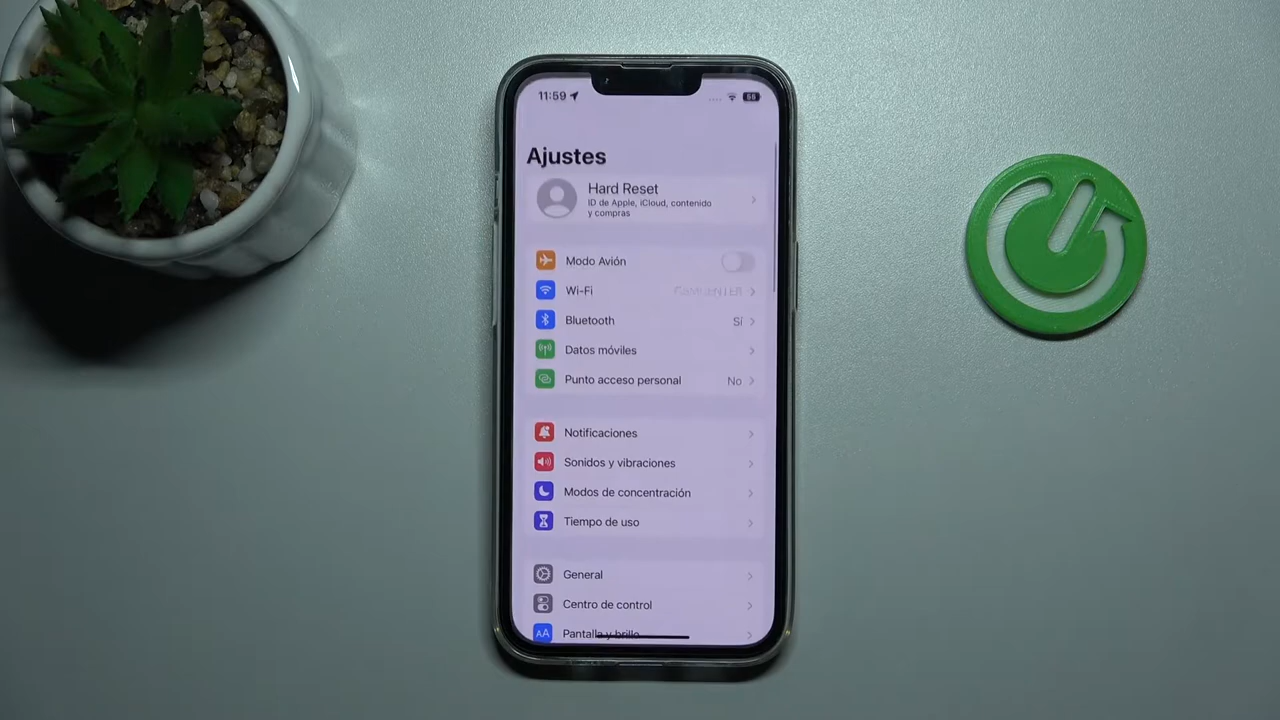 11:59
58
Ajustes
Hard Reset
ID de Apple, iCloud, contenido
y compras
Modo Avión
Wi-Fi
Bluetooth
Sí
Datos móviles
Punto acceso personal
No
Notificaciones
Sonidos y vibraciones
Modos de concentración
Tiempo de uso
General
Centro de control
AA
Pantalla y brillo